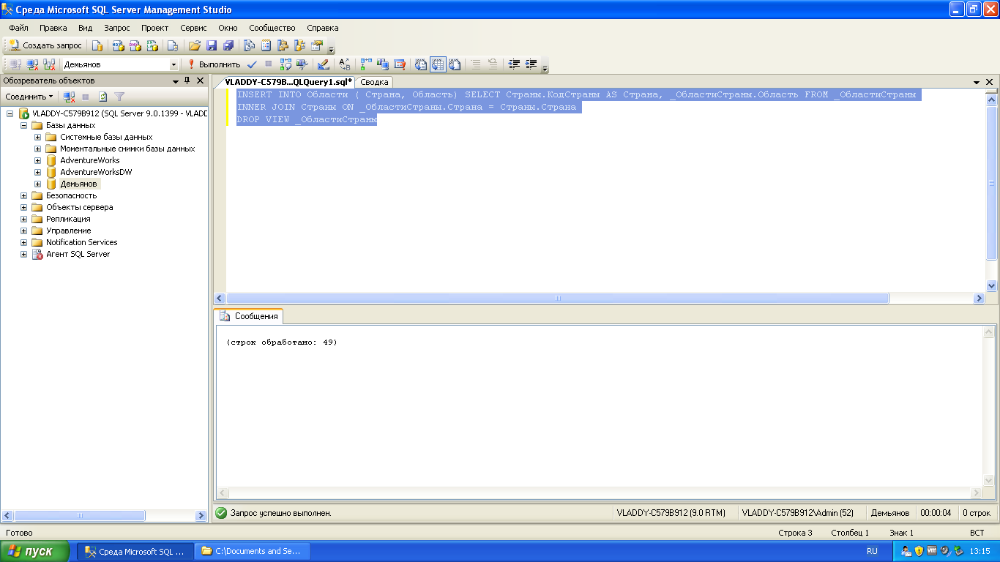 Среда Microsoft SQL Server Management Studio
Файл Правка Вид Запрос Проект Сервис Окно Сообщество Справка
Создать запрос
Демьянов Выполнить
Обозреватель объектов
VLADDY-C579B...QLQuery1.sql* Сводка
Соединить
VLADDY-C579B912 (SQL Server 9.0.1399 - VLADD
Базы данных
Системные базы данных
Моментальные снимки базы данных
AdventureWorks
AdventureWorksDW
Демьянов
Безопасность
Объекты сервера
Репликация
Управление
Notification Services
Агент SQL Server
INSERT INTO Области ( Страна, Область) SELECT Страны.КодСтраны AS Страна, _ОбластиСтраны.Область FROM _ОбластиСтраны
INNER JOIN Страны ON _ОбластиСтраны.Страна = Страны.Страна
DROP VIEW _ОбластиСтраны
Сообщения
(строк обработано: 49)
Запрос успешно выполнен. VLADDY-C579B912 (9.0 RTM) VLADDY-C579B912\Admin (52) Демьянов 00:00:04 0 строк
Готово Строка 3 Столбец 1 Знак 1 ВСТ
пуск Среда Microsoft SQL ... C:\Documents and Se... RU 13:15